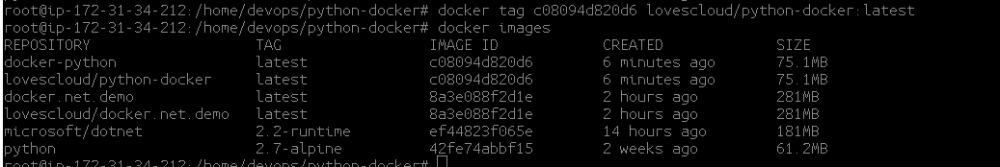 root@ip-172-31-34-212:/home/devops/python-docker# docker tag c08094d820d6 lovescloud/python-docker:latest
root@ip-172-31-34-212:/home/devops/python-docker# docker images
REPOSITORY TAG IMAGE ID CREATED SIZE
docker-python latest c08094d820d6 6 minutes ago 75.1MB
lovescloud/python-docker latest c08094d820d6 6 minutes ago 75.1MB
docker.net.demo latest 8a3e088f2d1e 2 hours ago 281MB
lovescloud/docker.net.demo latest 8a3e088f2d1e 2 hours ago 281MB
microsoft/dotnet 2.2-runtime ef44823f065e 14 hours ago 181MB
python 2.7-alpine 42fe74abbf15 2 weeks ago 61.2MB
root@ip-172-31-34-212:/home/devops/python-docker#